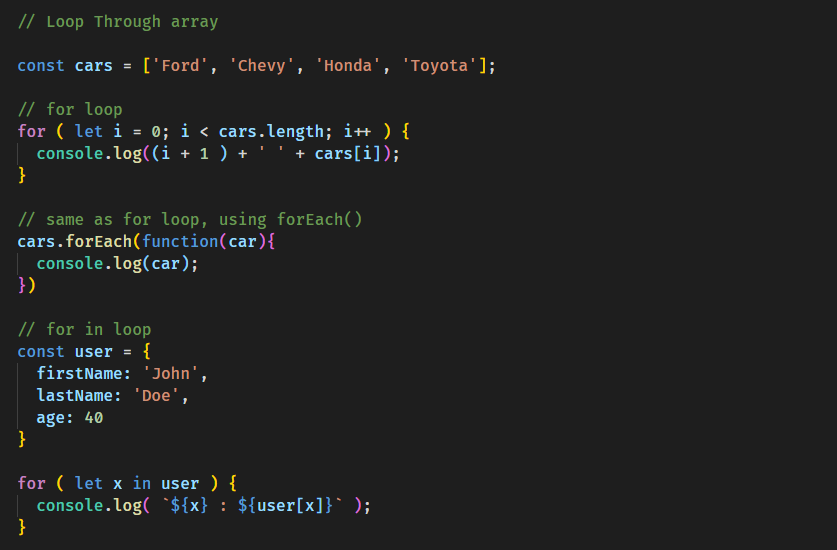 // Loop Through array
const cars = ['Ford', 'Chevy', 'Honda', 'Toyota'];
// for loop
for ( let i = 0; i < cars.length; i++ ) {
  console.log((i + 1 ) + ' ' + cars[i]);
}
// same as for loop, using forEach()
cars.forEach(function(car){
  console.log(car);
})
// for in loop
const user = {
  firstName: 'John',
  lastName: 'Doe',
  age: 40
}
for ( let x in user ) {
  console.log( `${x} : ${user[x]}` );
}